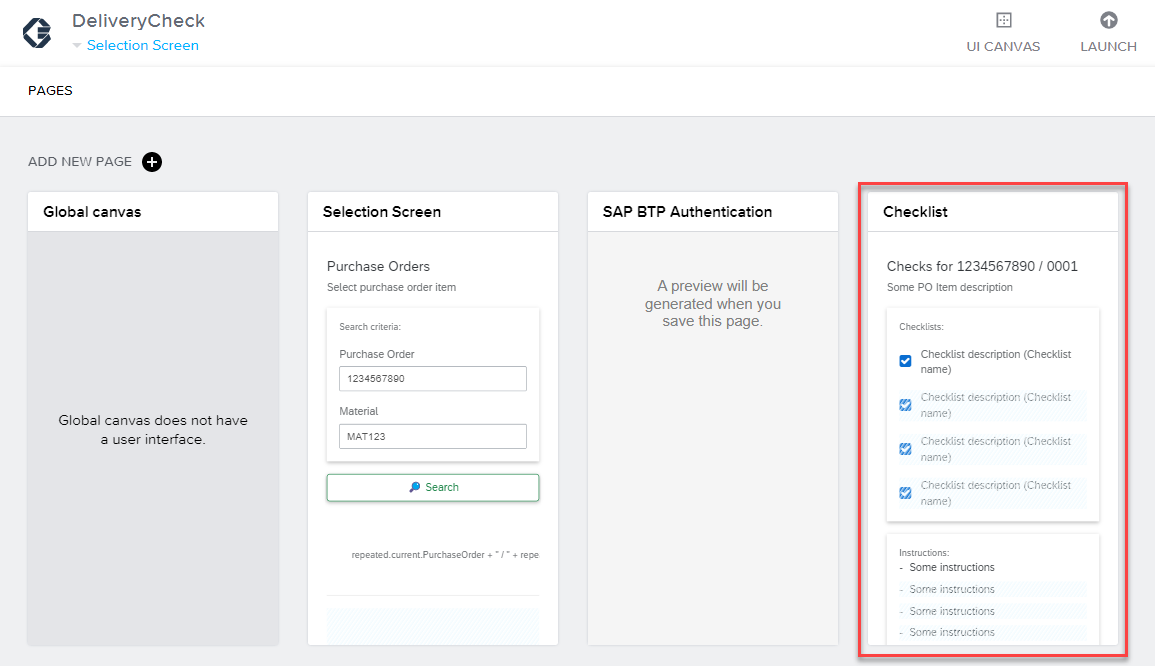 DeliveryCheck
Selection Screen
UI CANVAS
LAUNCH
PAGES
ADD NEW PAGE
Global canvas
Global canvas does not have
a user interface.
Selection Screen
Purchase Orders
Select purchase order item
Search criteria:
Purchase Order
1234567890
Material
MAT123
Search
repeated.current.PurchaseOrder + " / " + repe
SAP BTP Authentication
A preview will be
generated when you
save this page.
Checklist
Checks for 1234567890 / 0001
Some PO Item description
Checklists:
Checklist description (Checklist
name)
Checklist description (Checklist
name)
Checklist description (Checklist
name)
Checklist description (Checklist
name)
Instructions:
- Some instructions
- Some instructions
- Some instructions
- Some instructions